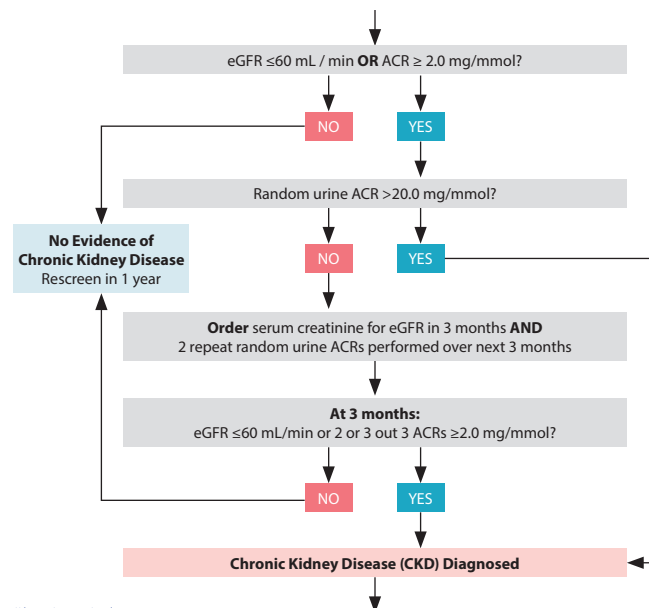 eGFR ≤60 mL / min OR ACR ≥ 2.0 mg/mmol?
NO
YES
Random urine ACR >20.0 mg/mmol?
No Evidence of
Chronic Kidney Disease
Rescreen in 1 year
NO
YES
Order serum creatinine for eGFR in 3 months AND
2 repeat random urine ACRs performed over next 3 months
At 3 months:
eGFR ≤60 mL/min or 2 or 3 out 3 ACRs ≥2.0 mg/mmol?
NO
YES
Chronic Kidney Disease (CKD) Diagnosed